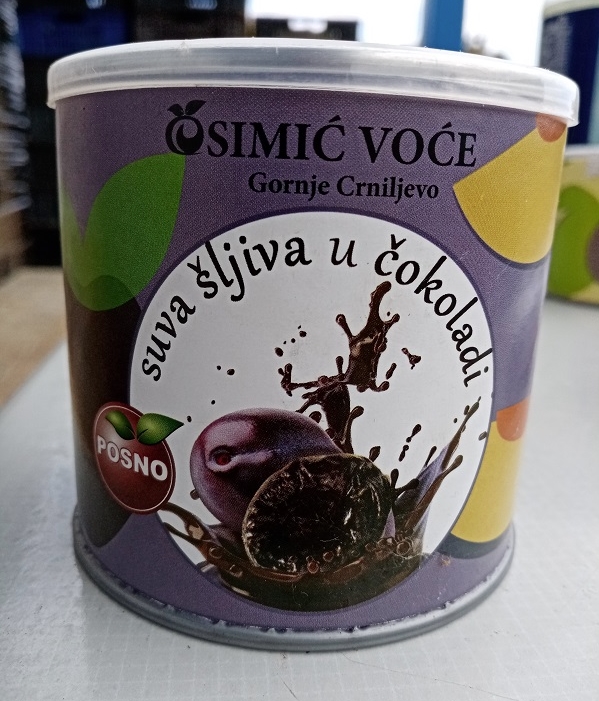 SIMIĆ VOĆE
Gornje Crniljevo
suva šljiva u čokoladi
POSNO